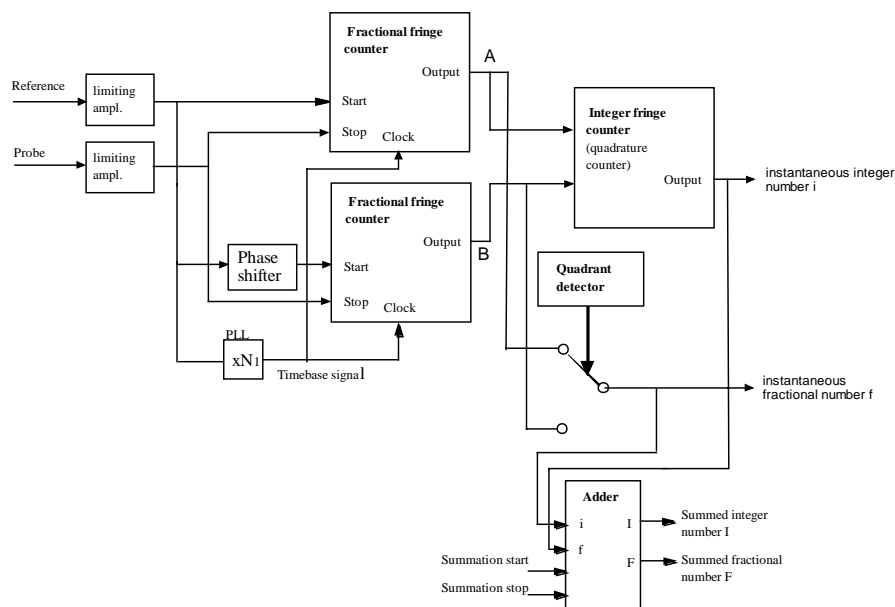 Fractional fringe
counter
Output
Start
Stop
Clock
A
Reference
limiting
ampl.
Probe
limiting
ampl.
Integer fringe
counter
(quadrature
counter)
Output
instantaneous integer
number i
Fractional fringe
counter
Output
B
Start
Stop
Clock
Phase
shifter
Quadrant
detector
PLL
xN1
Timebase signal
instantaneous
fractional number f
Adder
i
I
f
F
Summed integer
number I
Summed fractional
number F
Summation start
Summation stop